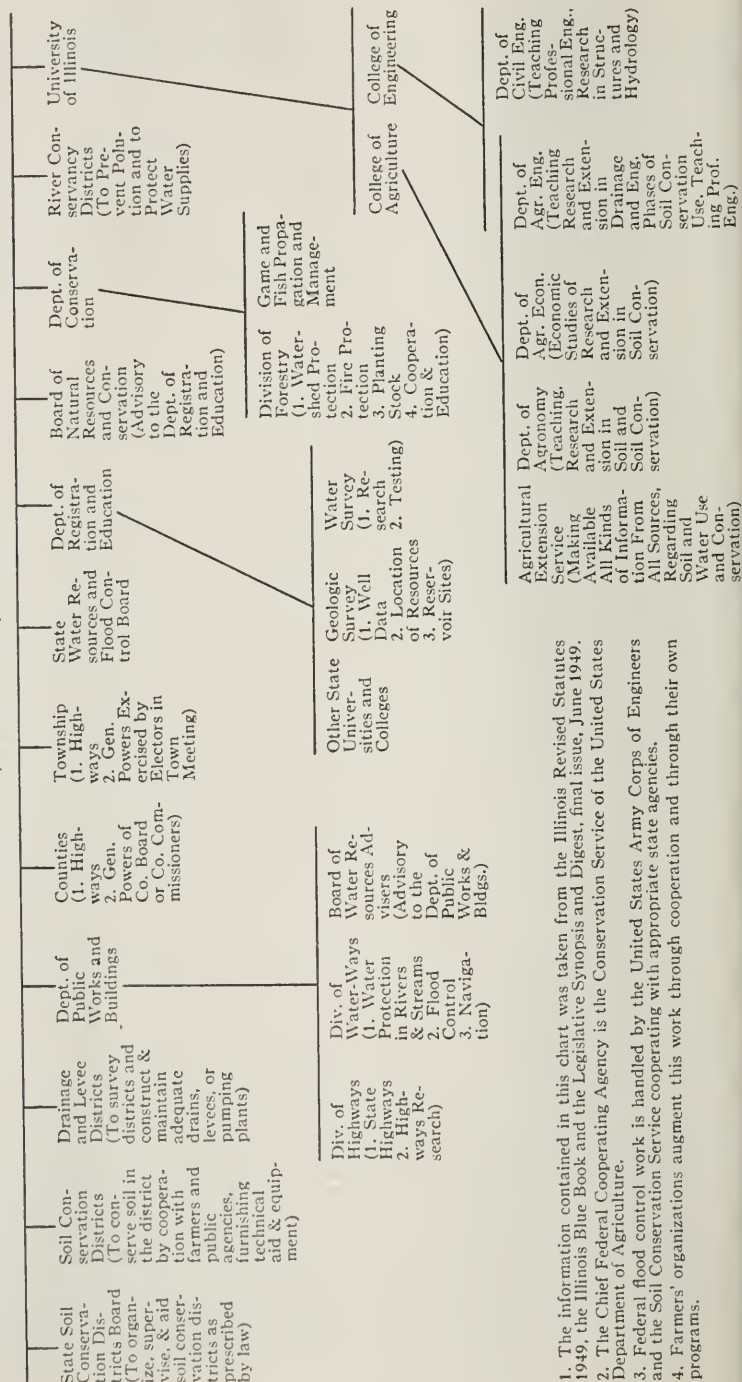 State Soil
Conserva-
tion Dis-
tricts Board
(To organ-
ize, super-
vise, & aid
soil conser-
vation dis-
tricts as
prescribed
by law)
Soil Con-
servation
Districts
(To con-
serve soil in
the district
by coopera-
tion with
farmers and
public
agencies,
furnishing
technical
aid & equip-
ment)
Drainage
and Levee
Districts
(To survey
districts and
construct &
maintain
adequate
drains,
levees, or
pumping
plants)
Dept. of
Public
Works and
Buildings
Counties
(1. High-
ways
2. Gen.
Powers of
Co. Board
or Co. Com-
missioners)
Township
(1. High-
ways
2. Gen.
Powers Ex-
ercised by
Electors in
Town
Meeting)
State
Water Re-
sources and
Flood Con-
trol Board
Dept. of
Registra-
tion and
Education
Board of
Natural
Resources
and Con-
servation
(Advisory
to the
Dept. of
Registra-
tion and
Education)
Dept. of
Conserva-
tion
River Con-
servancy
Districts
(To Pre-
vent Polu-
tion and to
Protect
Water
Supplies)
University
of Illinois
Div. of
Highways
(1. State
Highways
2. High-
ways Re-
search)
Div. of
Water-Ways
(1. Water
Protection
in Rivers
& Streams
2. Flood
Control
3. Naviga-
tion)
Board of
Water Re-
sources Ad-
visers
(Advisory
to the
Dept. of
Public
Works &
Bldgs.)
Other State
Univer-
sities and
Colleges
Geologic
Survey
(1. Well
Data
2. Location
of Resources
3. Reser-
voir Sites)
Water
Survey
(1. Re-
search
2. Testing)
Division of
Forestry
(1. Water-
shed Pro-
tection
2. Fire Pro-
tection
3. Planting
Stock
4. Coopera-
tion &
Education)
Game and
Fish Propa-
gation and
Manage-
ment
College of
Agriculture
College of
Engineering
Agricultural
Extension
Service
(Making
Available
All Kinds
of Informa-
tion From
All Sources,
Regarding
Soil and
Water Use
and Con-
servation)
Dept. of
Agronomy
(Teaching,
Research
and Exten-
sion in
Soil and
Soil Con-
servation)
Dept. of
Agr. Econ.
(Economic
Studies of
Research
and Exten-
sion in
Soil Con-
servation)
Dept. of
Agr. Eng.
(Teaching
Research
and Exten-
sion in
Drainage
and Eng.
Phases of
Soil Con-
servation
Use. Teach-
ing Prof.
Eng.)
Dept. of
Civil Eng.
(Teaching
Profes-
sional Eng.,
Research
in Struc-
tures and
Hydrology)
1. The information contained in this chart was taken from the Illinois Revised Statutes
1949, the Illinois Blue Book and the Legislative Synopsis and Digest, final issue, June 1949.
2. The Chief Federal Cooperating Agency is the Conservation Service of the United States
Department of Agriculture.
3. Federal flood control work is handled by the United States Army Corps of Engineers
and the Soil Conservation Service cooperating with appropriate state agencies.
4. Farmers' organizations augment this work through cooperation and through their own
programs.